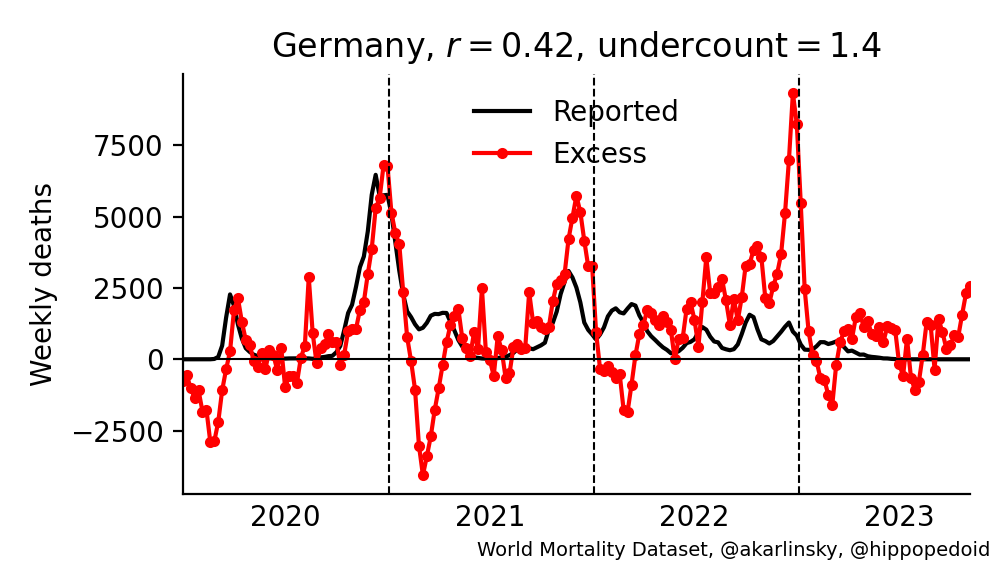 Germany, r = 0.42, undercount = 1.4
Reported
Excess
Weekly deaths
7500
5000
2500
0
−2500
2020 2021 2022 2023
World Mortality Dataset, @akarlinsky, @hippopedoid